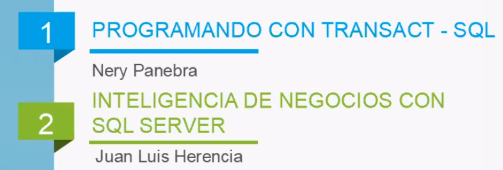 1 PROGRAMANDO CON TRANSACT - SQL
Nery Panebra
INTELIGENCIA DE NEGOCIOS CON
2 SQL SERVER
Juan Luis Herencia